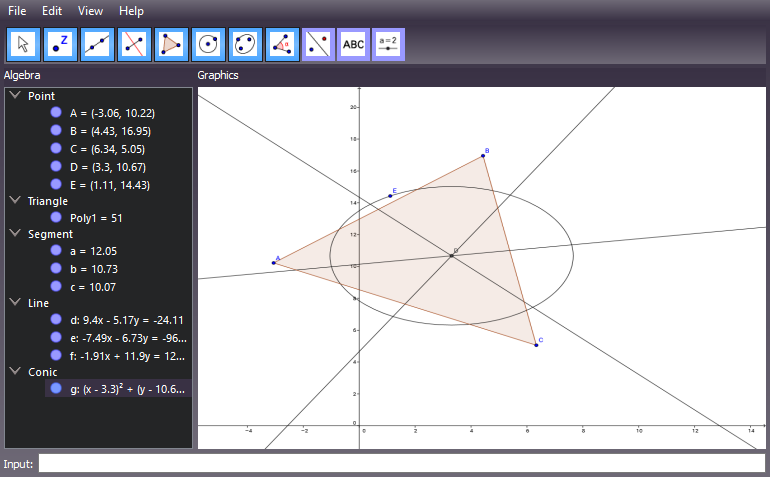 File Edit View Help
Z
a
ABC
a=2
Algebra
Graphics
Point
A = (-3.06, 10.22)
B = (4.43, 16.95)
C = (6.34, 5.05)
D = (3.3, 10.67)
E = (1.11, 14.43)
Triangle
Poly1 = 51
Segment
a = 12.05
b = 10.73
c = 10.07
Line
d: 9.4x - 5.17y = -24.11
e: -7.49x - 6.73y = -96...
f: -1.91x + 11.9y = 12...
Conic
g: (x - 3.3)² + (y - 10.6...
20
18
16
14
12
10
8
6
4
2
0
-4 -2 0 2 4 6 8 10 12 14
B
E
D
A
C
Input: